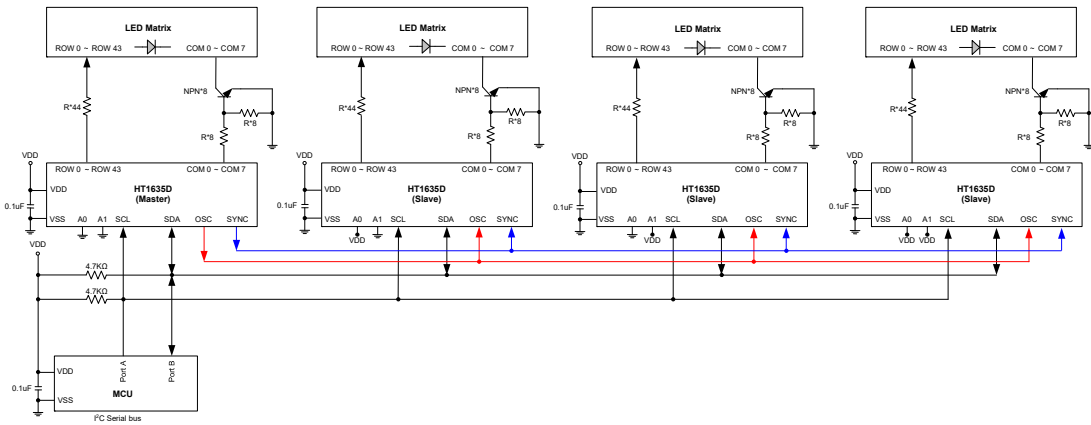 LED Matrix LED Matrix LED Matrix LED Matrix
ROW 0 ~ ROW 43 COM 0 ~ COM 7 ROW 0 ~ ROW 43 COM 0 ~ COM 7 ROW 0 ~ ROW 43 COM 0 ~ COM 7 ROW 0 ~ ROW 43 COM 0 ~ COM 7
NPN*8 NPN*8 NPN*8 NPN*8
R*44 R*44 R*44 R*44
R*8 R*8 R*8 R*8
R*8 R*8 R*8 R*8
VDD VDD VDD VDD
ROW 0 ~ ROW 43 COM 0 ~ COM 7 ROW 0 ~ ROW 43 COM 0 ~ COM 7 ROW 0 ~ ROW 43 COM 0 ~ COM 7 ROW 0 ~ ROW 43 COM 0 ~ COM 7
VDD HT1635D VDD HT1635D VDD HT1635D VDD HT1635D
(Master) (Slave) (Slave) (Slave)
0.1uF 0.1uF 0.1uF 0.1uF
VSS A0 A1 SCL SDA OSC SYNC VSS A0 A1 SCL SDA OSC SYNC VSS A0 A1 SCL SDA OSC SYNC VSS A0 A1 SCL SDA OSC SYNC
VDD VDD VDD VDD
VDD
4.7KΩ
4.7KΩ
Port A Port B
VDD
0.1uF
MCU
VSS
I²C Serial bus